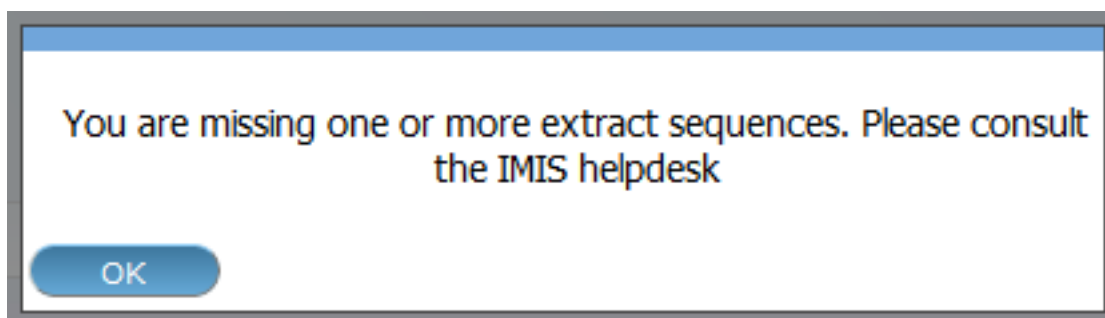 You are missing one or more extract sequences. Please consult
the IMIS helpdesk
OK